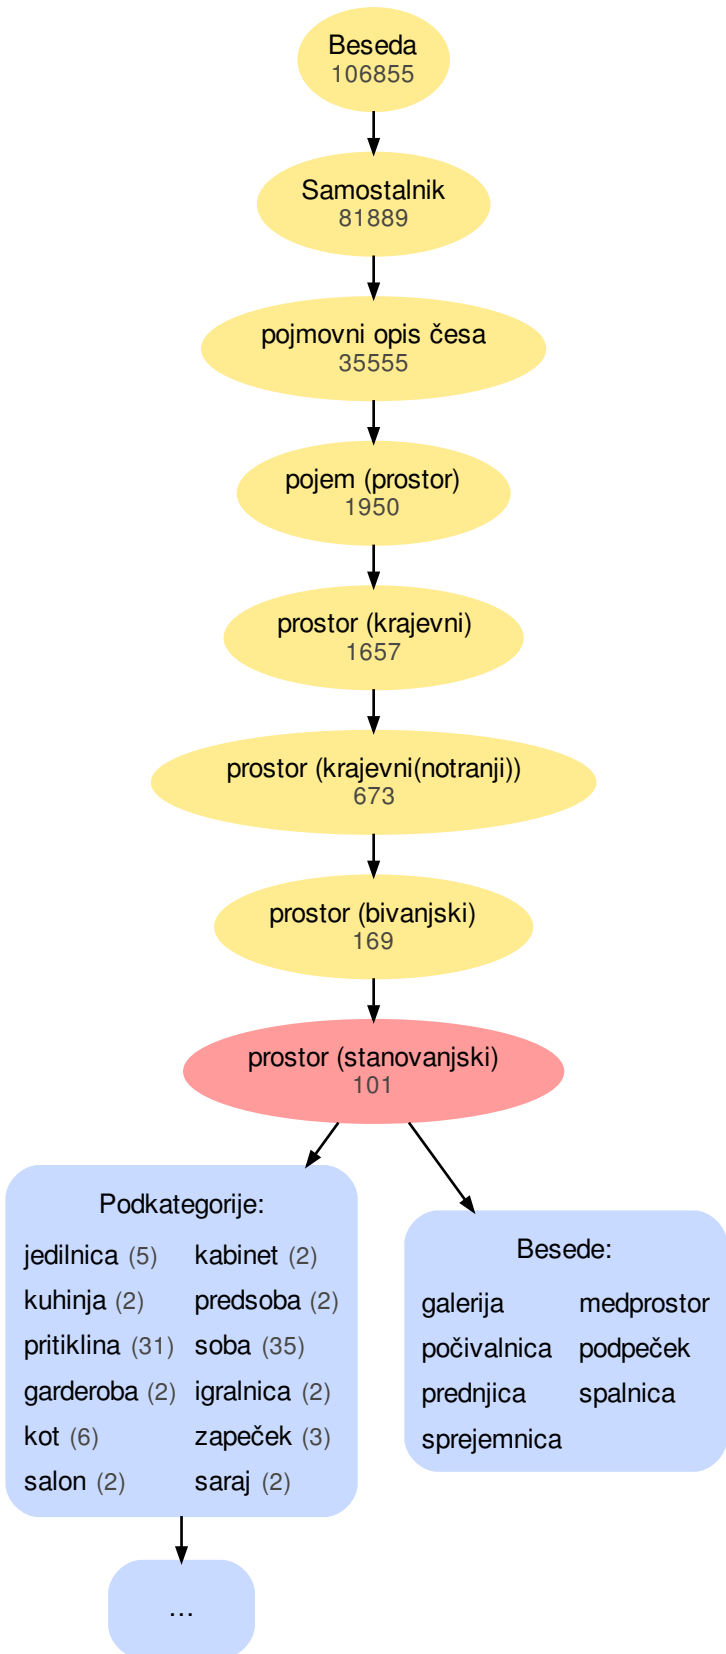 Beseda
106855
Samostalnik
81889
pojmovni opis česa
35555
pojem (prostor)
1950
prostor (krajevni)
1657
prostor (krajevni(notranji))
673
prostor (bivanjski)
169
prostor (stanovanjski)
101
Podkategorije:
jedilnica (5) kabinet (2)
kuhinja (2) predsoba (2)
pritiklina (31) soba (35)
garderoba (2) igralnica (2)
kot (6) zapeček (3)
salon (2) saraj (2)
Besede:
galerija medprostor
počivalnica podpeček
prednjica spalnica
sprejemnica
...